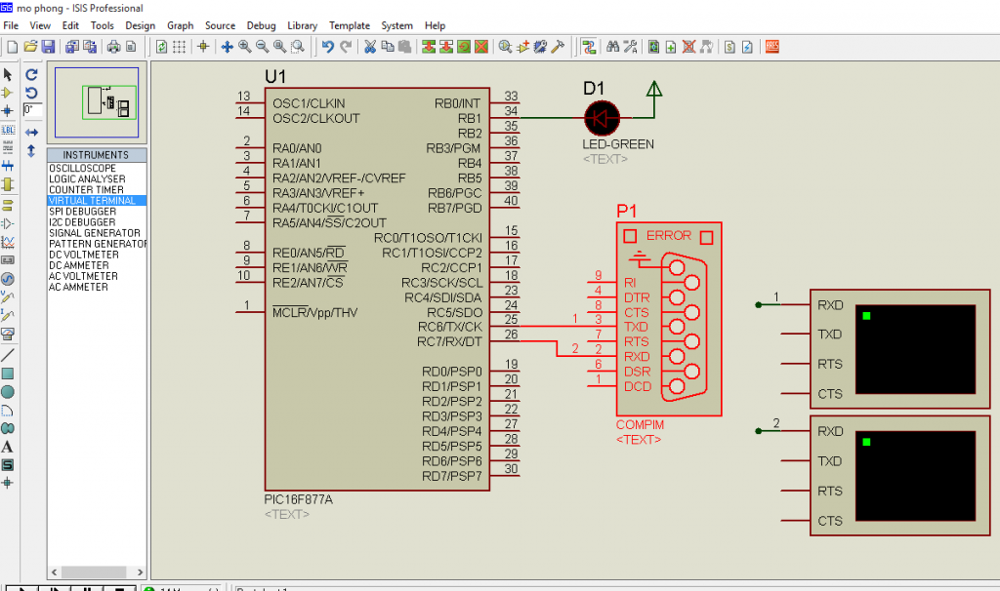 mo phong - ISIS Professional
File View Edit Tools Design Graph Source Debug Library Template System Help
0°
LBL
A
S
ARES
INSTRUMENTS
OSCILLOSCOPE
LOGIC ANALYSER
COUNTER TIMER
VIRTUAL TERMINAL
SPI DEBUGGER
I2C DEBUGGER
SIGNAL GENERATOR
PATTERN GENERATOR
DC VOLTMETER
DC AMMETER
AC VOLTMETER
AC AMMETER
U1
13 OSC1/CLKIN
14 OSC2/CLKOUT
2 RA0/AN0
3 RA1/AN1
4 RA2/AN2/VREF-/CVREF
5 RA3/AN3/VREF+
6 RA4/T0CKI/C1OUT
7 RA5/AN4/SS/C2OUT
8 RE0/AN5/RD
9 RE1/AN6/WR
10 RE2/AN7/CS
1 MCLR/Vpp/THV
RB0/INT 33
RB1 34
RB2 35
RB3/PGM 36
RB4 37
RB5 38
RB6/PGC 39
RB7/PGD 40
RC0/T1OSO/T1CKI 15
RC1/T1OSI/CCP2 16
RC2/CCP1 17
RC3/SCK/SCL 18
RC4/SDI/SDA 23
RC5/SDO 24
RC6/TX/CK 25
RC7/RX/DT 26
RD0/PSP0 19
RD1/PSP1 20
RD2/PSP2 21
RD3/PSP3 22
RD4/PSP4 27
RD5/PSP5 28
RD6/PSP6 29
RD7/PSP7 30
PIC16F877A
<TEXT>
D1
LED-GREEN
<TEXT>
P1
ERROR
9 RI
4 DTR
8 CTS
1 3 TXD
7 RTS
2 2 RXD
6 DSR
1 DCD
COMPIM
<TEXT>
1 RXD
TXD
RTS
CTS
2 RXD
TXD
RTS
CTS